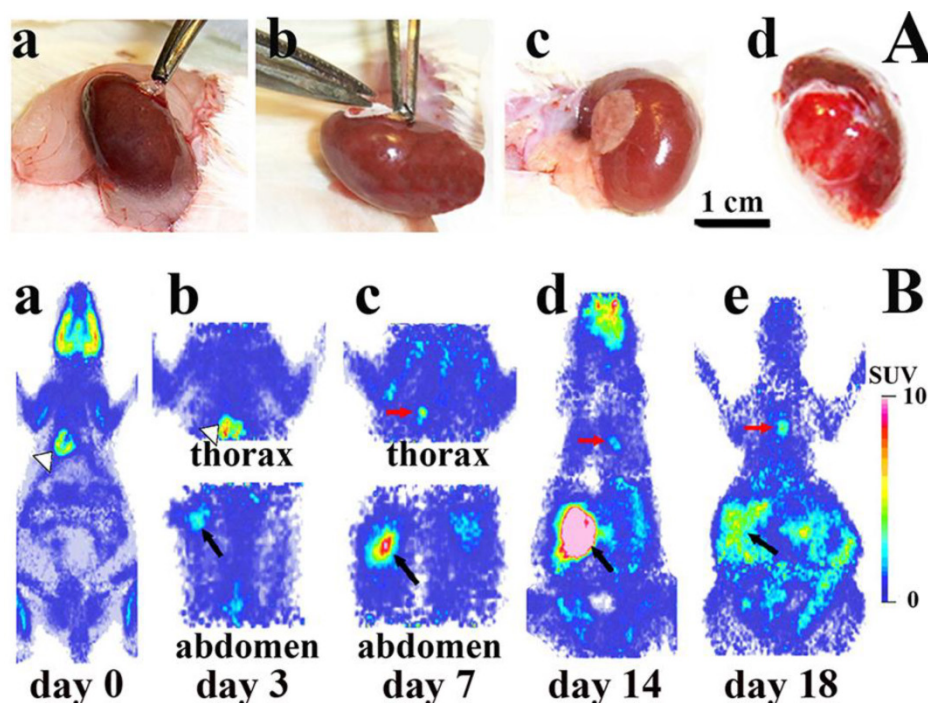 a b c d A
1 cm
a b c d e B
SUV
10
thorax thorax
0
abdomen abdomen
day 0 day 3 day 7 day 14 day 18